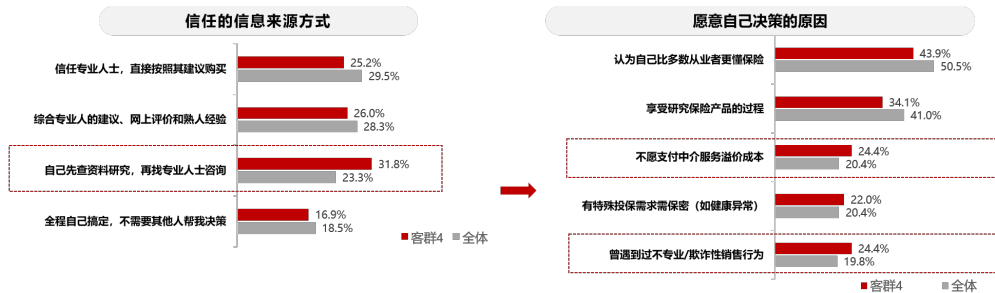 信任的信息来源方式
信任专业人士，直接按照其建议购买
25.2%
29.5%
综合专业人的建议、网上评价和熟人经验
26.0%
28.3%
自己先查资料研究，再找专业人士咨询
31.8%
23.3%
全程自己搞定，不需要其他人帮我决策
16.9%
18.5%
客群4
全体
愿意自己决策的原因
认为自己比多数从业者更懂保险
43.9%
50.5%
享受研究保险产品的过程
34.1%
41.0%
不愿支付中介服务溢价成本
24.4%
20.4%
有特殊投保需求需保密（如健康异常）
22.0%
20.4%
曾遇到过不专业/欺诈性销售行为
24.4%
19.8%
客群4
全体